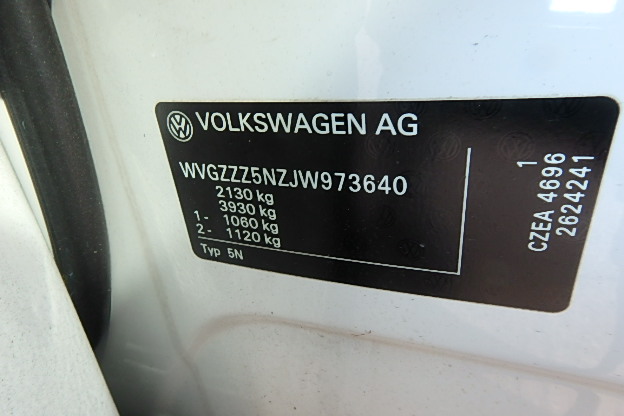 VOLKSWAGEN AG
WVGZZZ5NZJW973640
2130 kg
3930 kg
1- 1060 kg
2- 1120 kg
Typ 5N
1
CZEA 4696
2624241